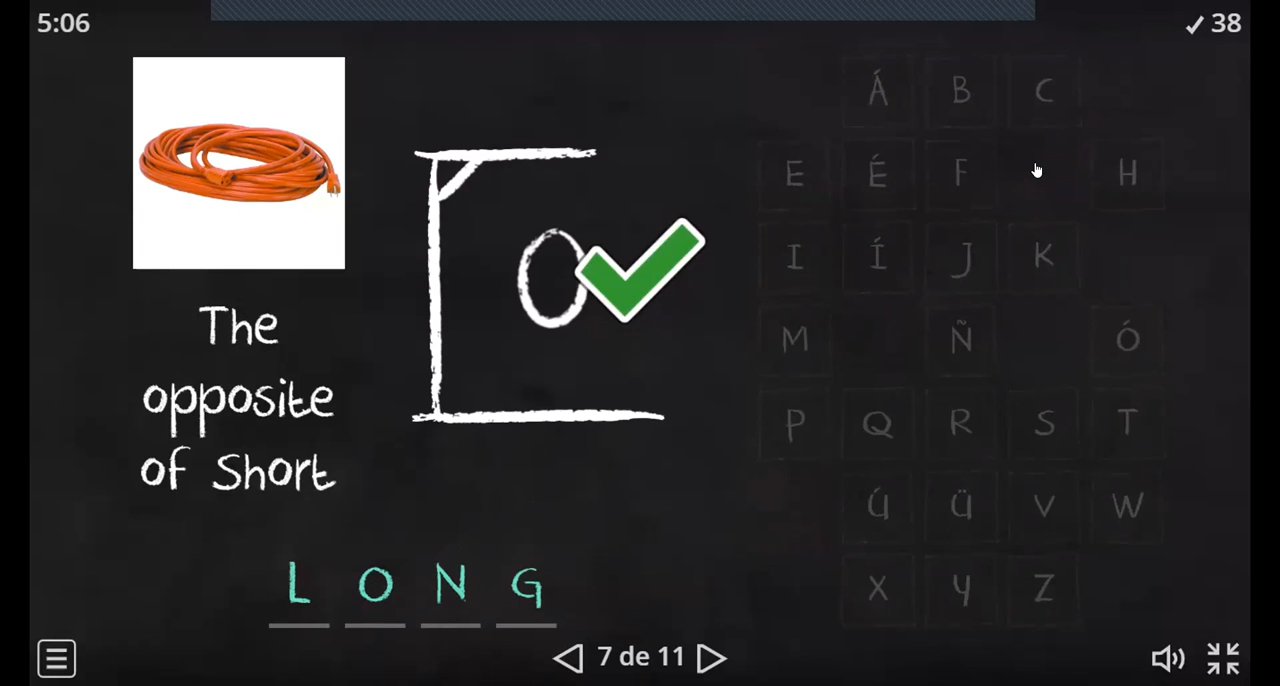 5:06
✓ 38
The
opposite
of Short
Á B C
E É F H
I Í J K
M Ñ Ó
P Q R S T
Ú Ü V W
X Y Z
L O N G
7 de 11